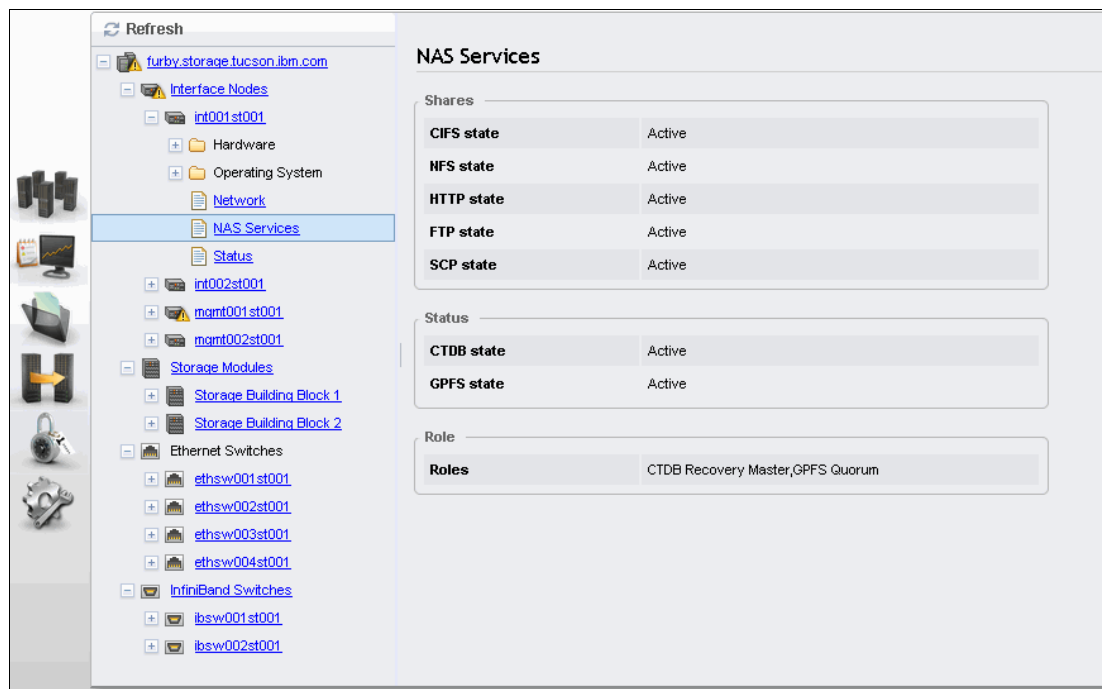 Refresh
furby.storage.tucson.ibm.com
Interface Nodes
int001st001
Hardware
Operating System
Network
NAS Services
Status
int002st001
mgmt001st001
mgmt002st001
Storage Modules
Storage Building Block 1
Storage Building Block 2
Ethernet Switches
ethsw001st001
ethsw002st001
ethsw003st001
ethsw004st001
InfiniBand Switches
ibsw001st001
ibsw002st001
NAS Services
Shares
CIFS state Active
NFS state Active
HTTP state Active
FTP state Active
SCP state Active
Status
CTDB state Active
GPFS state Active
Role
Roles CTDB Recovery Master,GPFS Quorum